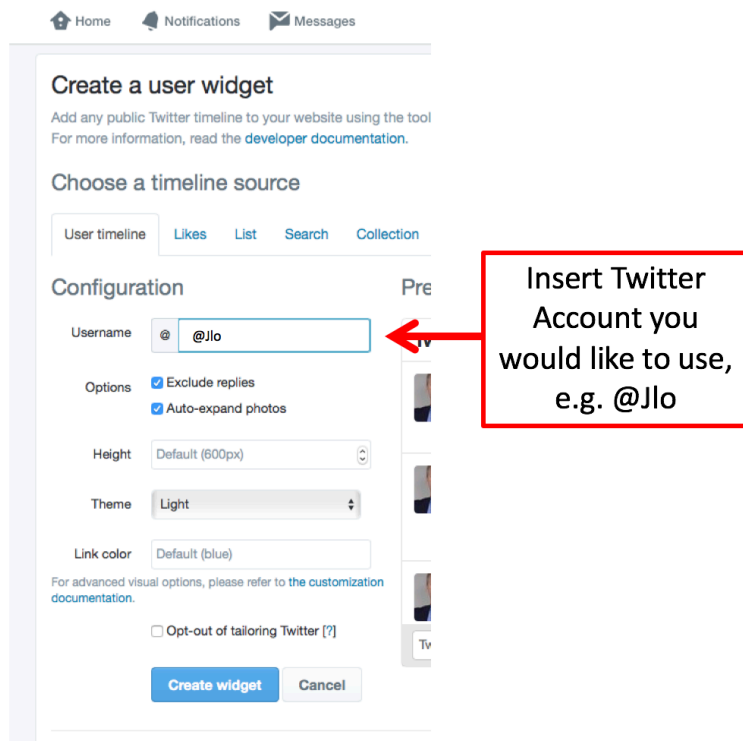 Home Notifications Messages
Create a user widget
Add any public Twitter timeline to your website using the tool
For more information, read the developer documentation.
Choose a timeline source
User timeline Likes List Search Collection
Configuration
Pre
Username @ @Jlo
Options Exclude replies
Auto-expand photos
Height Default (600px)
Theme Light
Link color Default (blue)
For advanced visual options, please refer to the customization
documentation.
Opt-out of tailoring Twitter [?]
Tw
Create widget Cancel
Insert Twitter
Account you
would like to use,
e.g. @Jlo